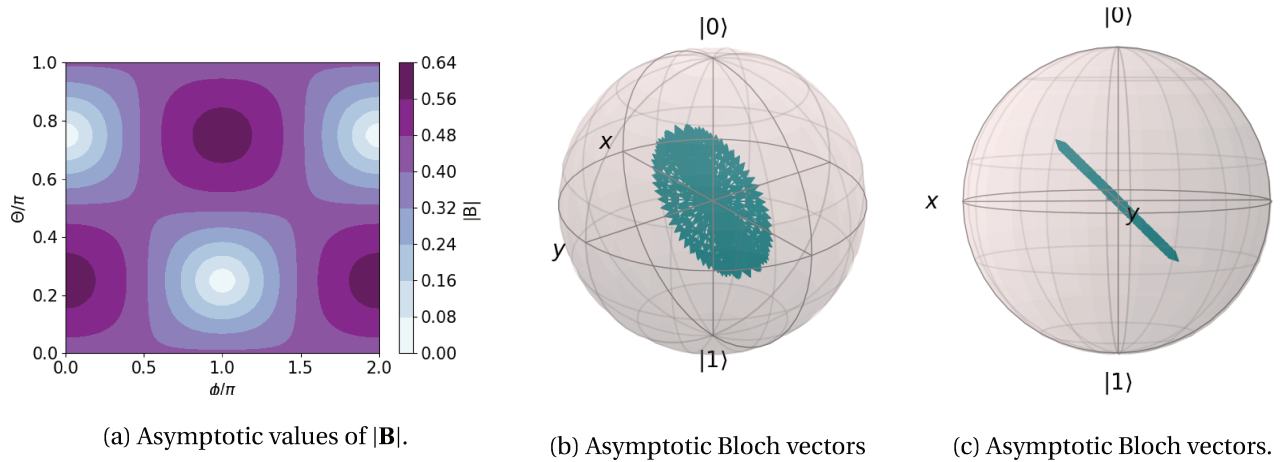 1.0
0.8
0.6
0.4
0.2
0.0
Θ/π
0.0 0.5 1.0 1.5 2.0
ϕ/π
0.64
0.56
0.48
0.40
0.32
0.24
0.16
0.08
0.00
|B|
(a) Asymptotic values of |B|.
|0⟩
x
y
|1⟩
(b) Asymptotic Bloch vectors
|0⟩
x
y
|1⟩
(c) Asymptotic Bloch vectors.